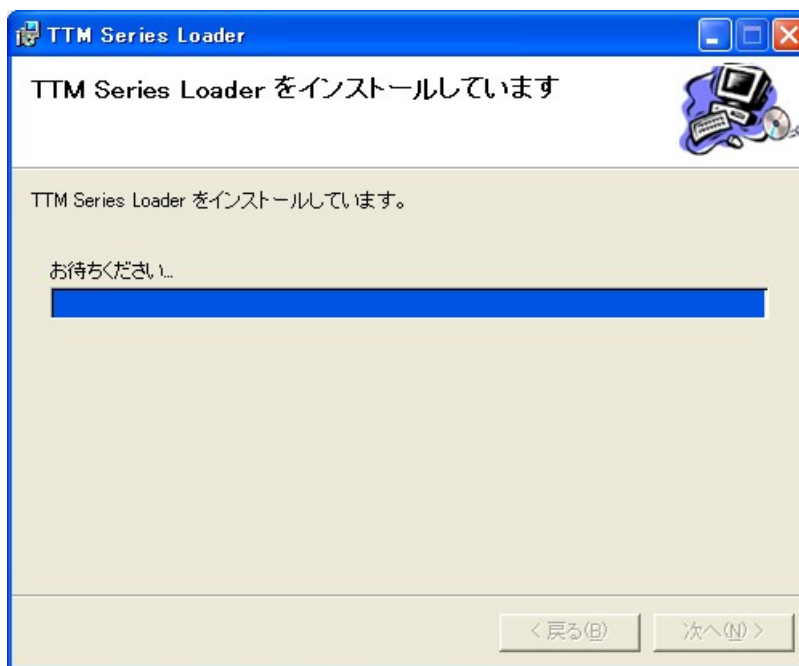 TTM Series Loader
TTM Series Loader をインストールしています
TTM Series Loader をインストールしています。
お待ちください...
< 戻る(B)
次へ(N) >